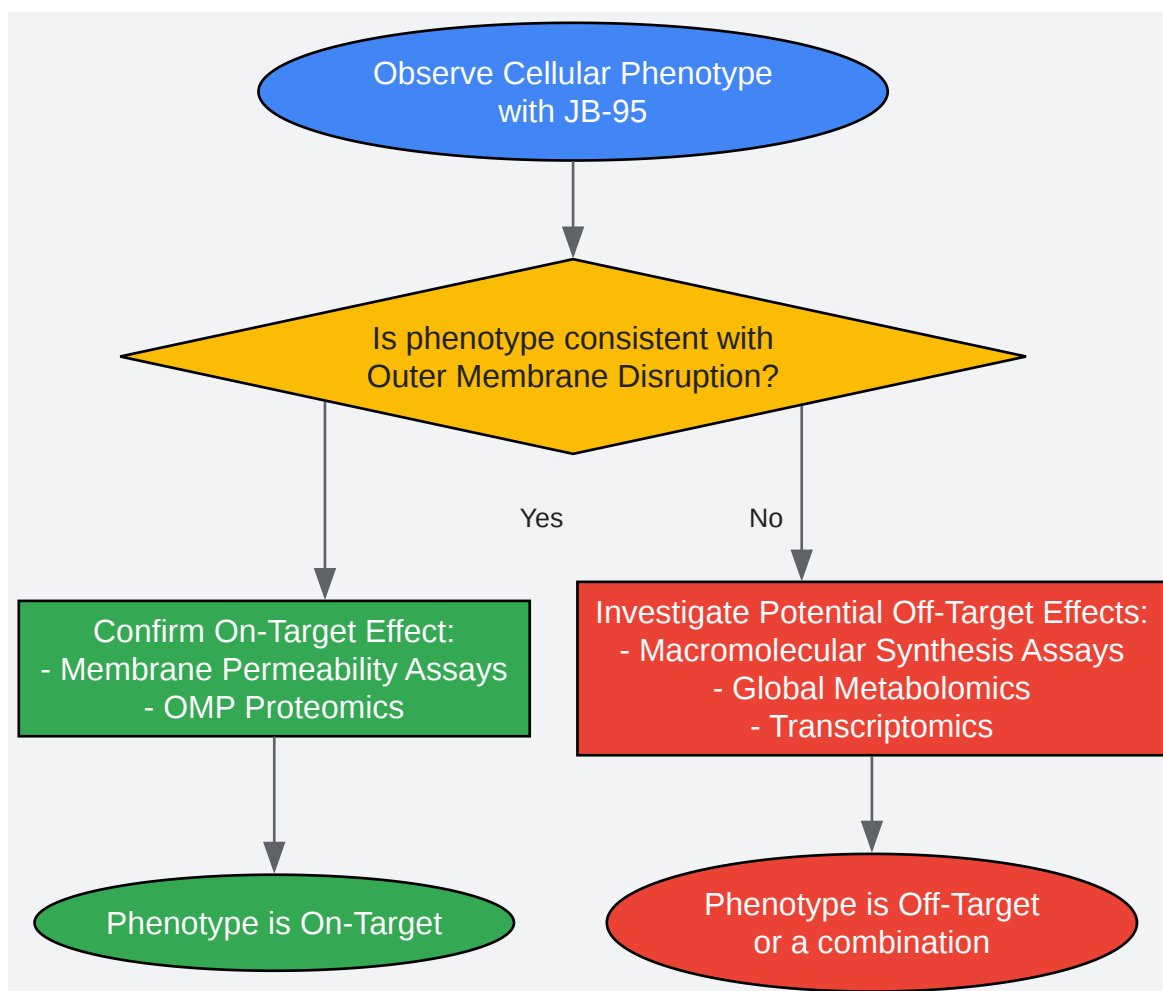 Observe Cellular Phenotype
with JB-95
Is phenotype consistent with
Outer Membrane Disruption?
Yes
No
Confirm On-Target Effect:
- Membrane Permeability Assays
- OMP Proteomics
Investigate Potential Off-Target Effects:
- Macromolecular Synthesis Assays
- Global Metabolomics
- Transcriptomics
Phenotype is On-Target
Phenotype is Off-Target
or a combination